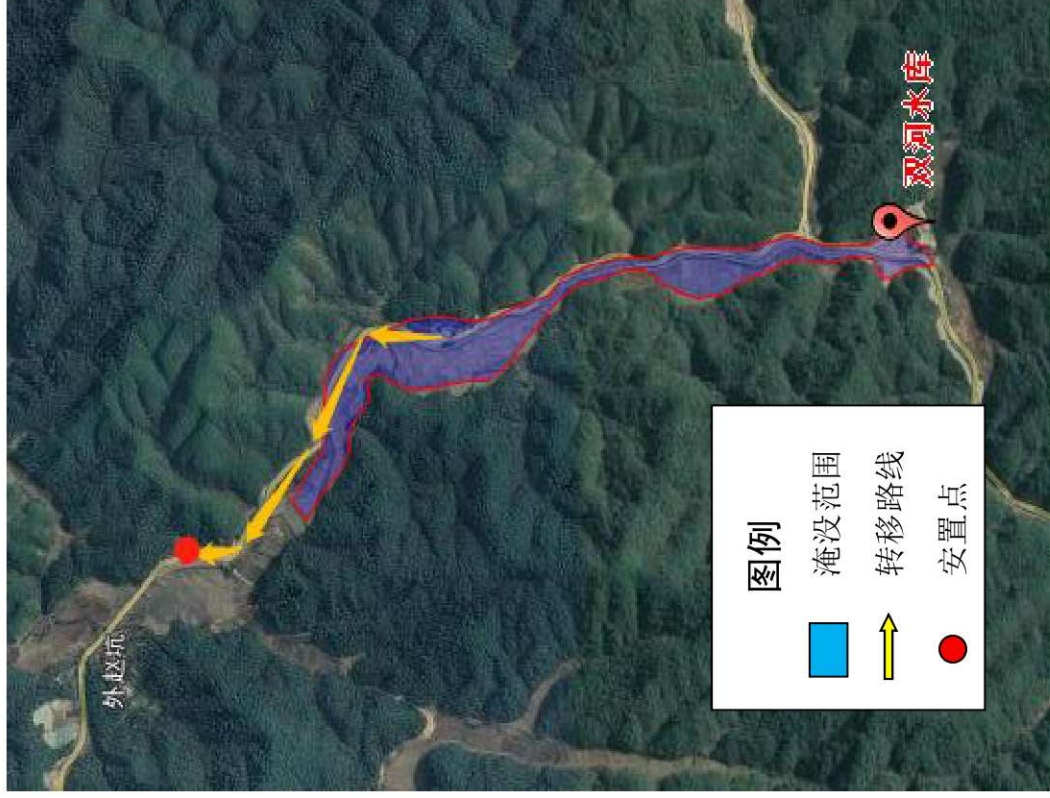 双河水库
外赵坑
图例
淹没范围
转移路线
安置点